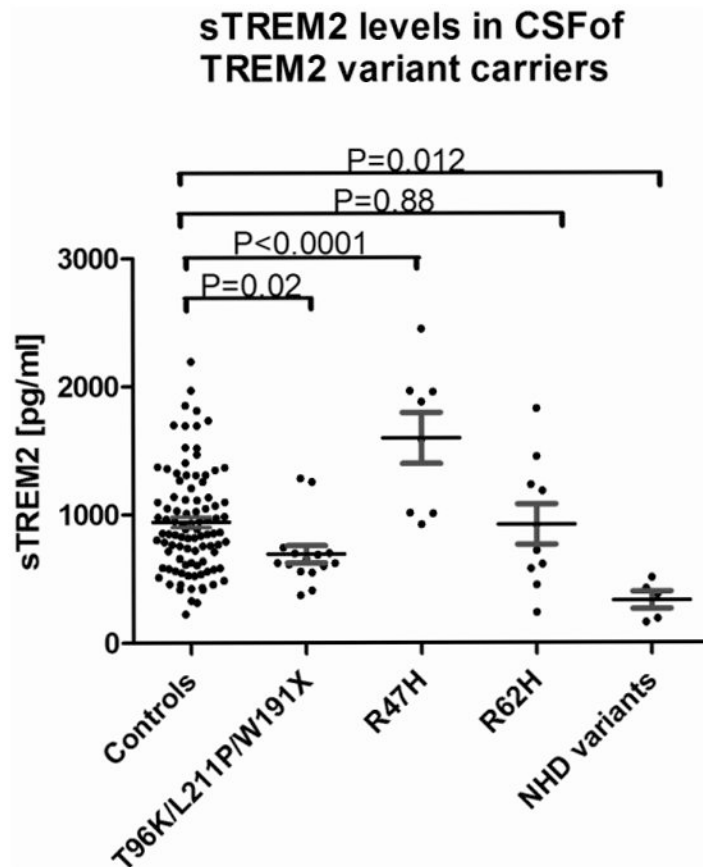 sTREM2 levels in CSFof
TREM2 variant carriers
P=0.012
P=0.88
P<0.0001
P=0.02
3000
2000
1000
0
sTREM2 [pg/ml]
Controls
T96K/L211P/W191X
R47H
R62H
NHD variants